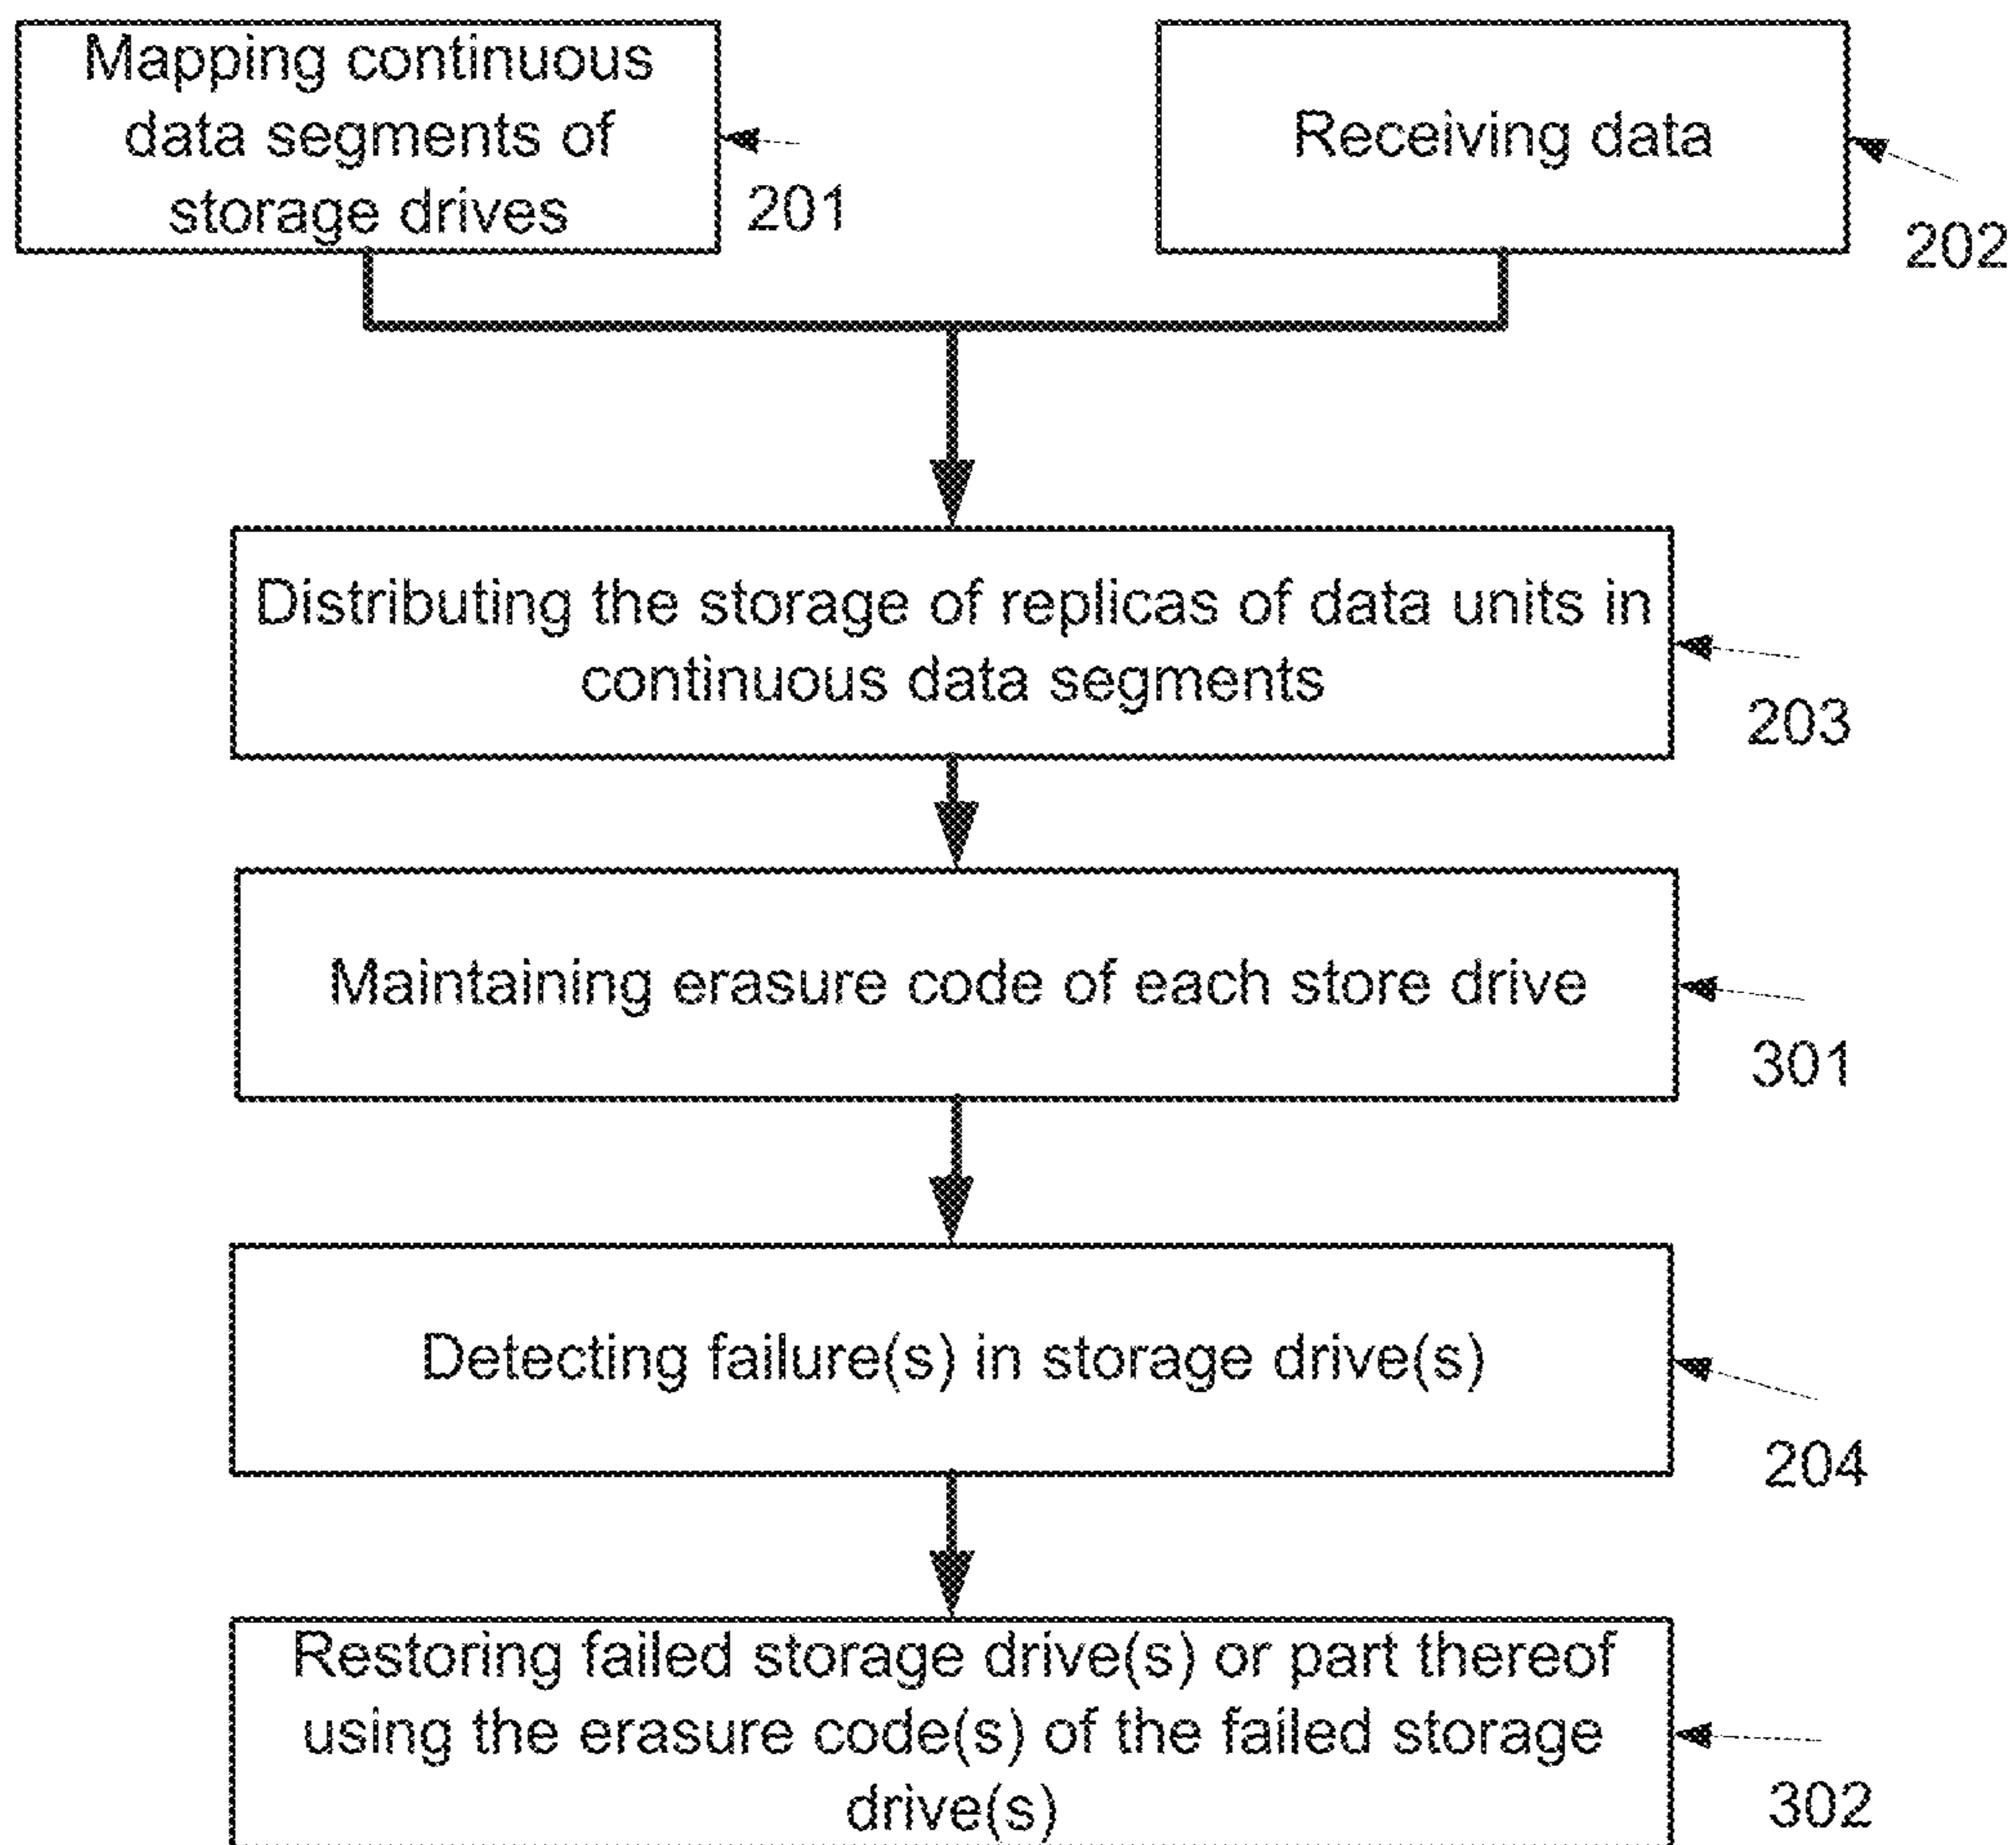 Mapping continuous
data segments of
storage drives
201
Receiving data
202
Distributing the storage of replicas of data units in
continuous data segments
203
Maintaining erasure code of each store drive
301
Detecting failure(s) in storage drive(s)
204
Restoring failed storage drive(s) or part thereof
using the erasure code(s) of the failed storage
drive(s)
302